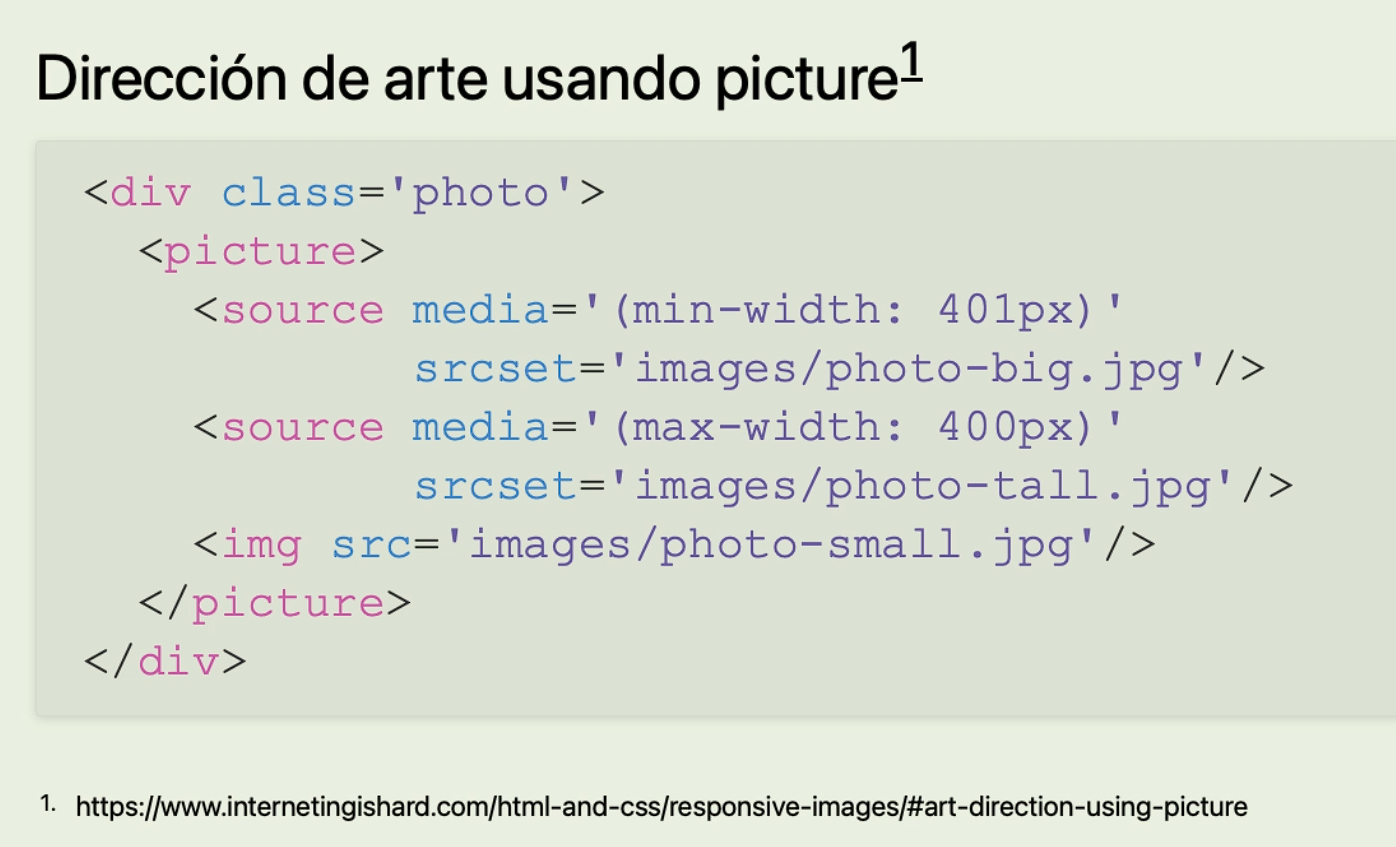 Dirección de arte usando picture1
<div class='photo'>
  <picture>
    <source media='(min-width: 401px)'
            srcset='images/photo-big.jpg'/>
    <source media='(max-width: 400px)'
            srcset='images/photo-tall.jpg'/>
    <img src='images/photo-small.jpg'/>
  </picture>
</div>
1. https://www.internetingishard.com/html-and-css/responsive-images/#art-direction-using-picture